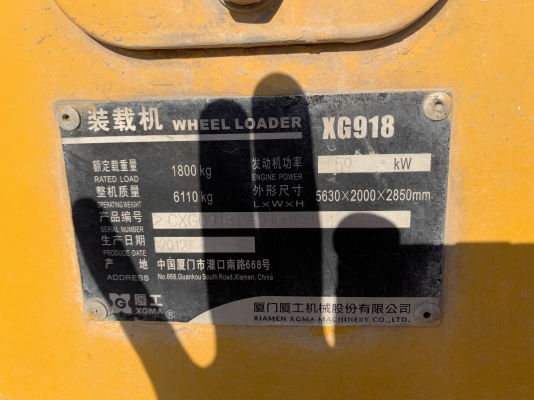 装载机 WHEEL LOADER XG918
额定载重量 1800 kg 发动机功率 59 kW
RATED LOAD ENGINE POWER
整机质量 6110 kg 外形尺寸 5630×2000×2850mm
OPERATING WEIGHT L×W×H
产品编号
SERIAL NUMBER
生产日期 2012
PRODUCE DATE
产地 中国厦门市灌口南路668号
ADDRESS No.668,Guankou South Road,Xiamen, China
厦工 厦门厦工机械股份有限公司
XGMA ® XIAMEN XGMA MACHINERY CO.,LTD.